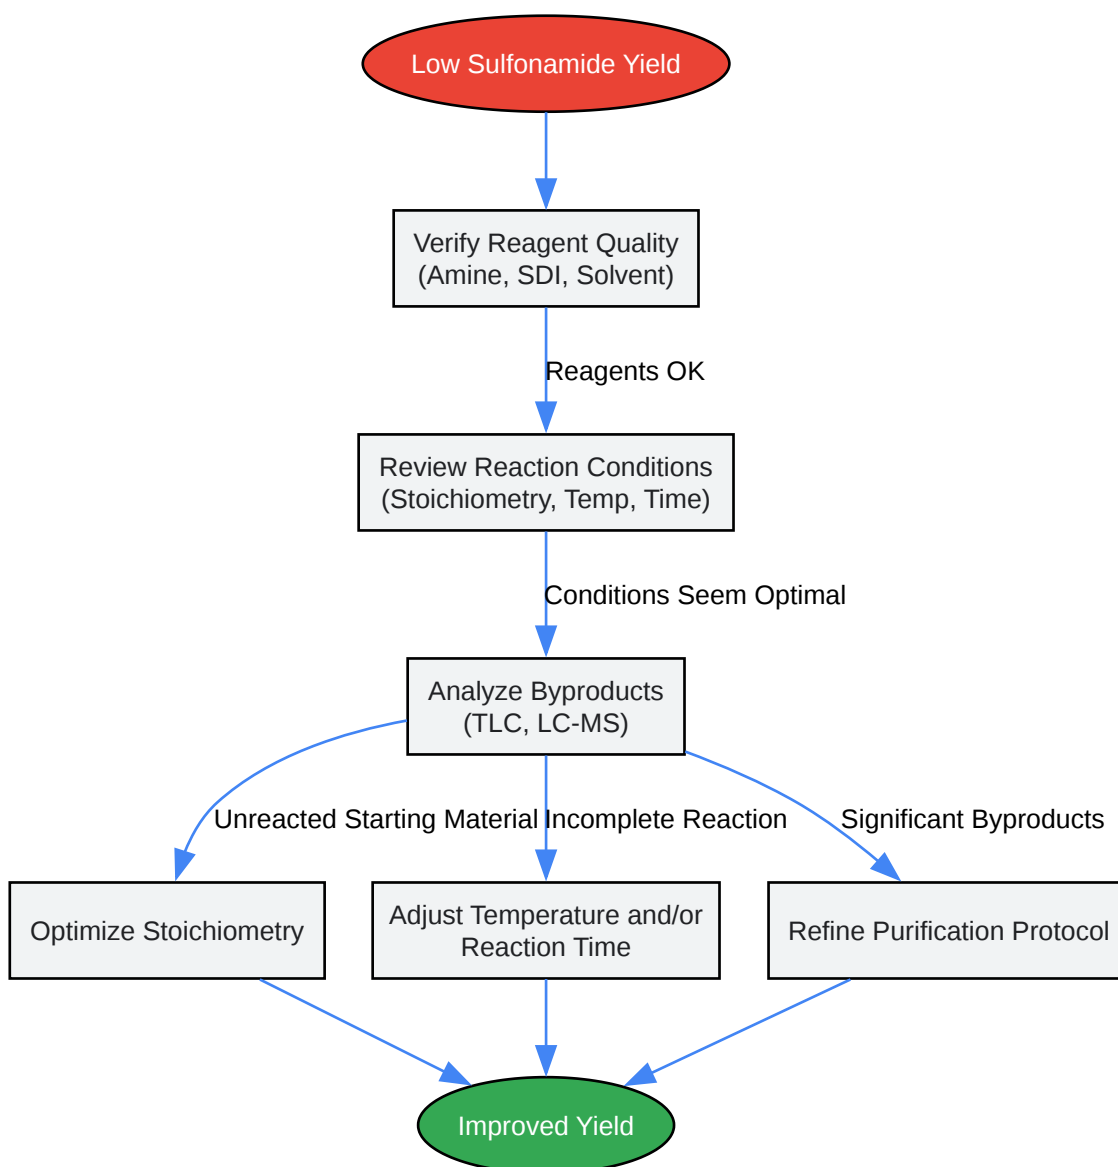 Low Sulfonamide Yield
Verify Reagent Quality
(Amine, SDI, Solvent)
Reagents OK
Review Reaction Conditions
(Stoichiometry, Temp, Time)
Conditions Seem Optimal
Analyze Byproducts
(TLC, LC-MS)
Unreacted Starting Material
Incomplete Reaction
Significant Byproducts
Optimize Stoichiometry
Adjust Temperature and/or
Reaction Time
Refine Purification Protocol
Improved Yield